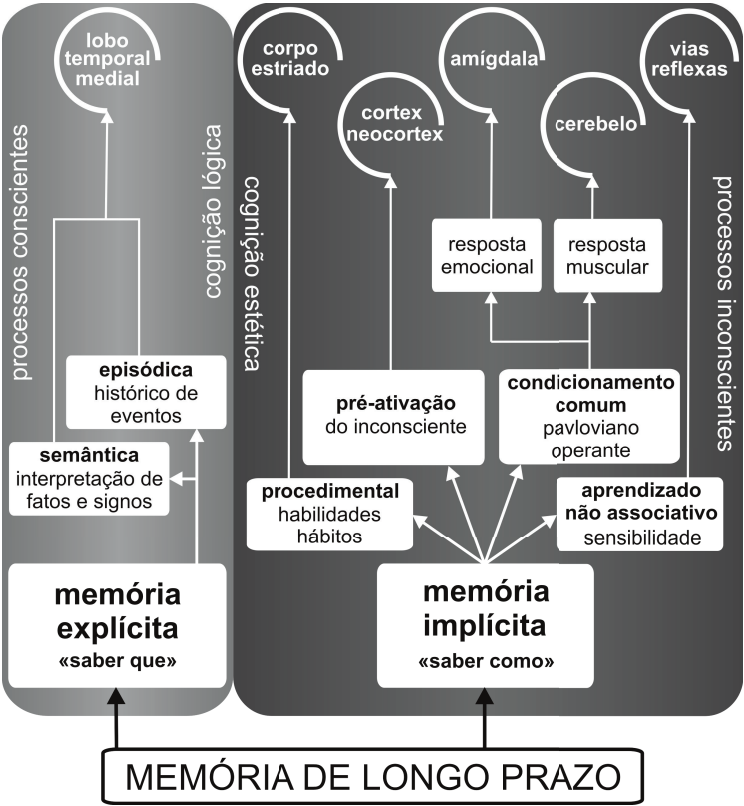 lobo
temporal
medial
processos conscientes
cognição lógica
episódica
histórico de
eventos
semântica
interpretação de
fatos e signos
memória
explícita
«saber que»
corpo
estriado
cortex
neocortex
amígdala
cerebelo
vias
reflexas
cognição estética
processos inconscientes
resposta
emocional
resposta
muscular
pré-ativação
do inconsciente
condicionamento
comum
pavloviano
operante
procedimental
habilidades
hábitos
aprendizado
não associativo
sensibilidade
memória
implícita
«saber como»
MEMÓRIA DE LONGO PRAZO